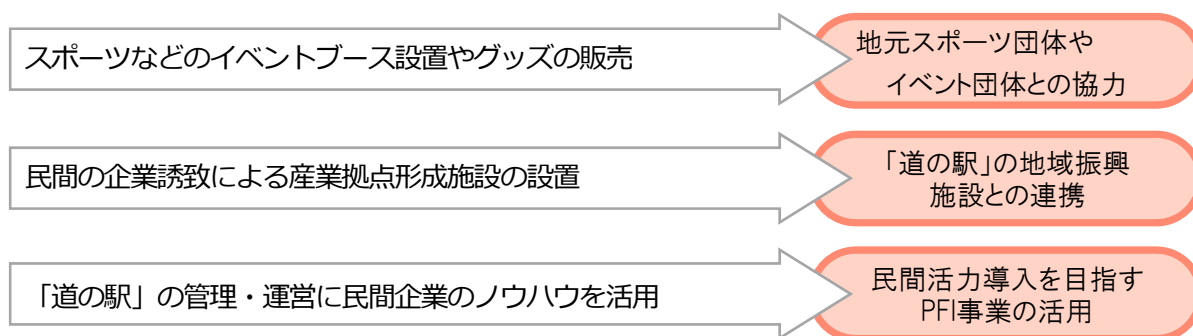 スポーツなどのイベントブース設置やグッズの販売
地元スポーツ団体や
イベント団体との協力
民間の企業誘致による産業拠点形成施設の設置
「道の駅」の地域振興
施設との連携
「道の駅」の管理・運営に民間企業のノウハウを活用
民間活力導入を目指す
PFI事業の活用